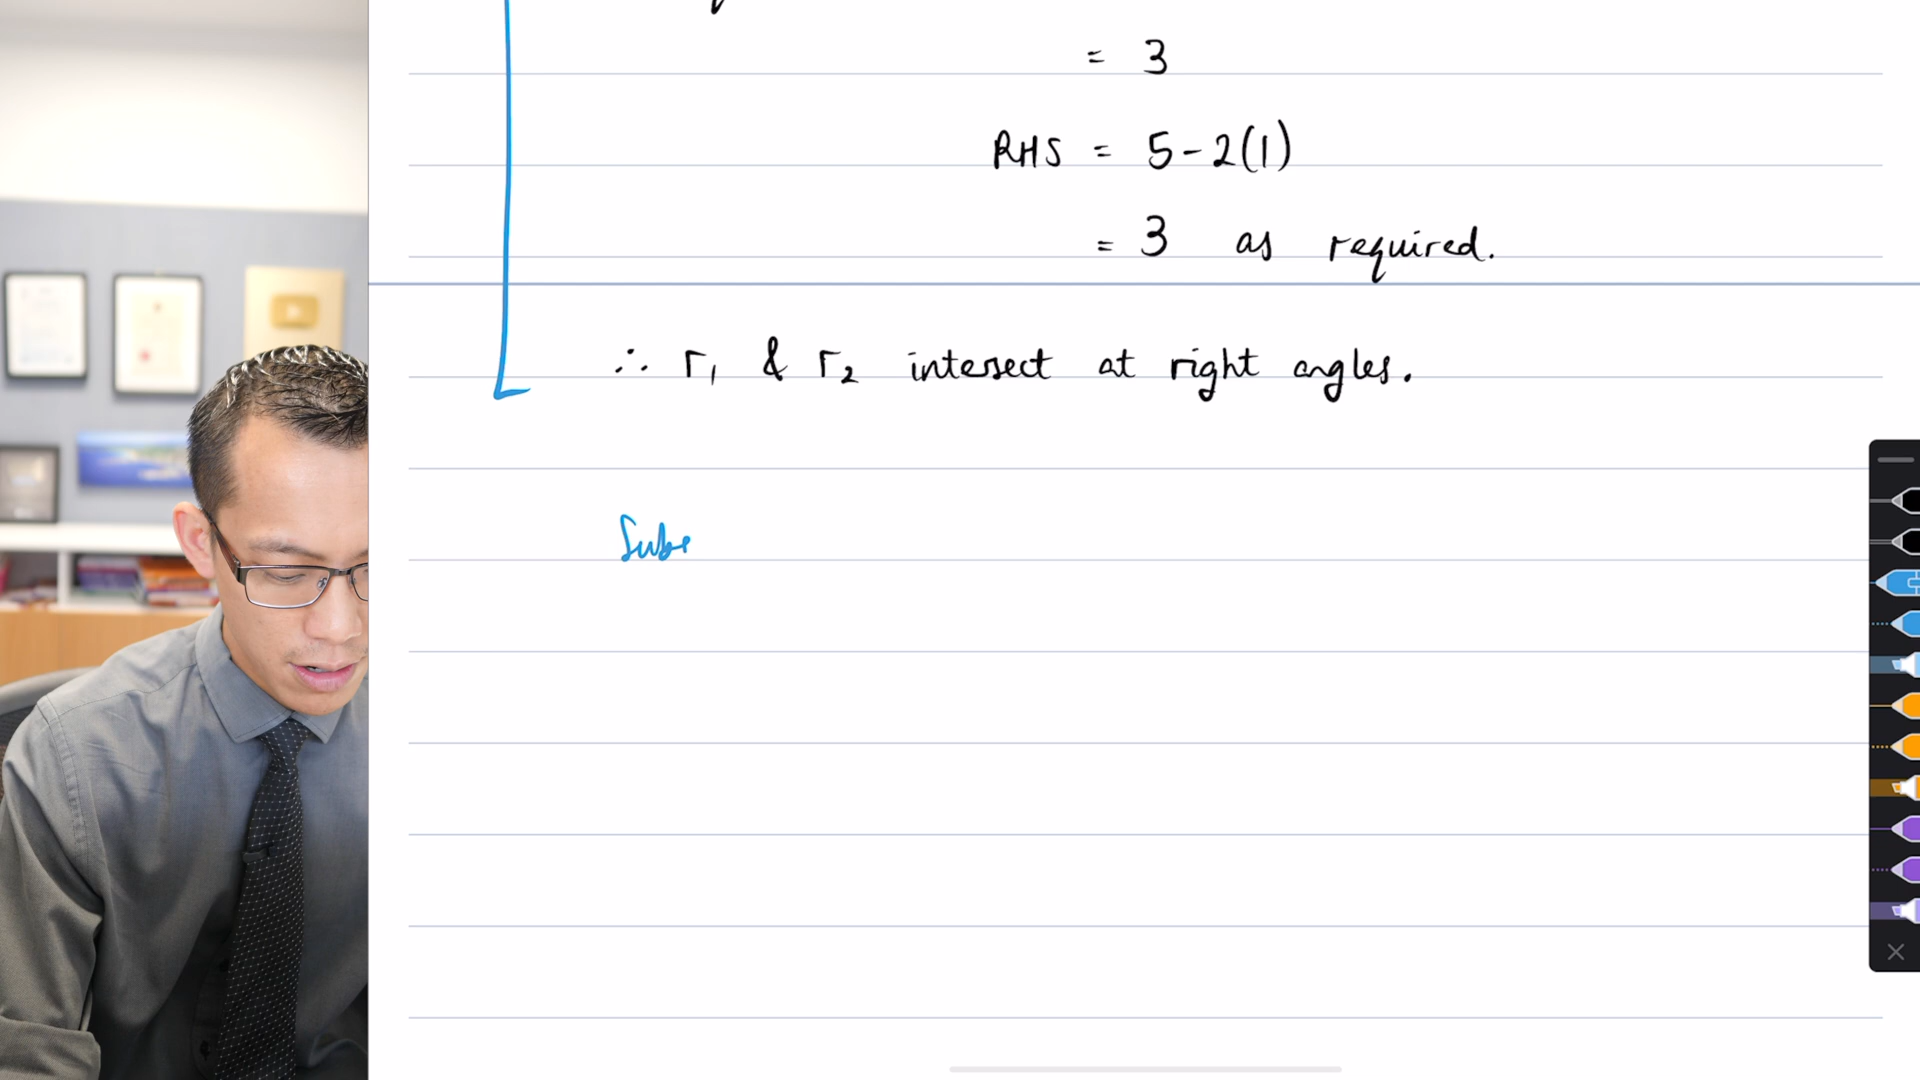 = 3
RHS = 5-2(1)
= 3 as required.
∴ r₁ & r₂ intersect at right angles.
Subs